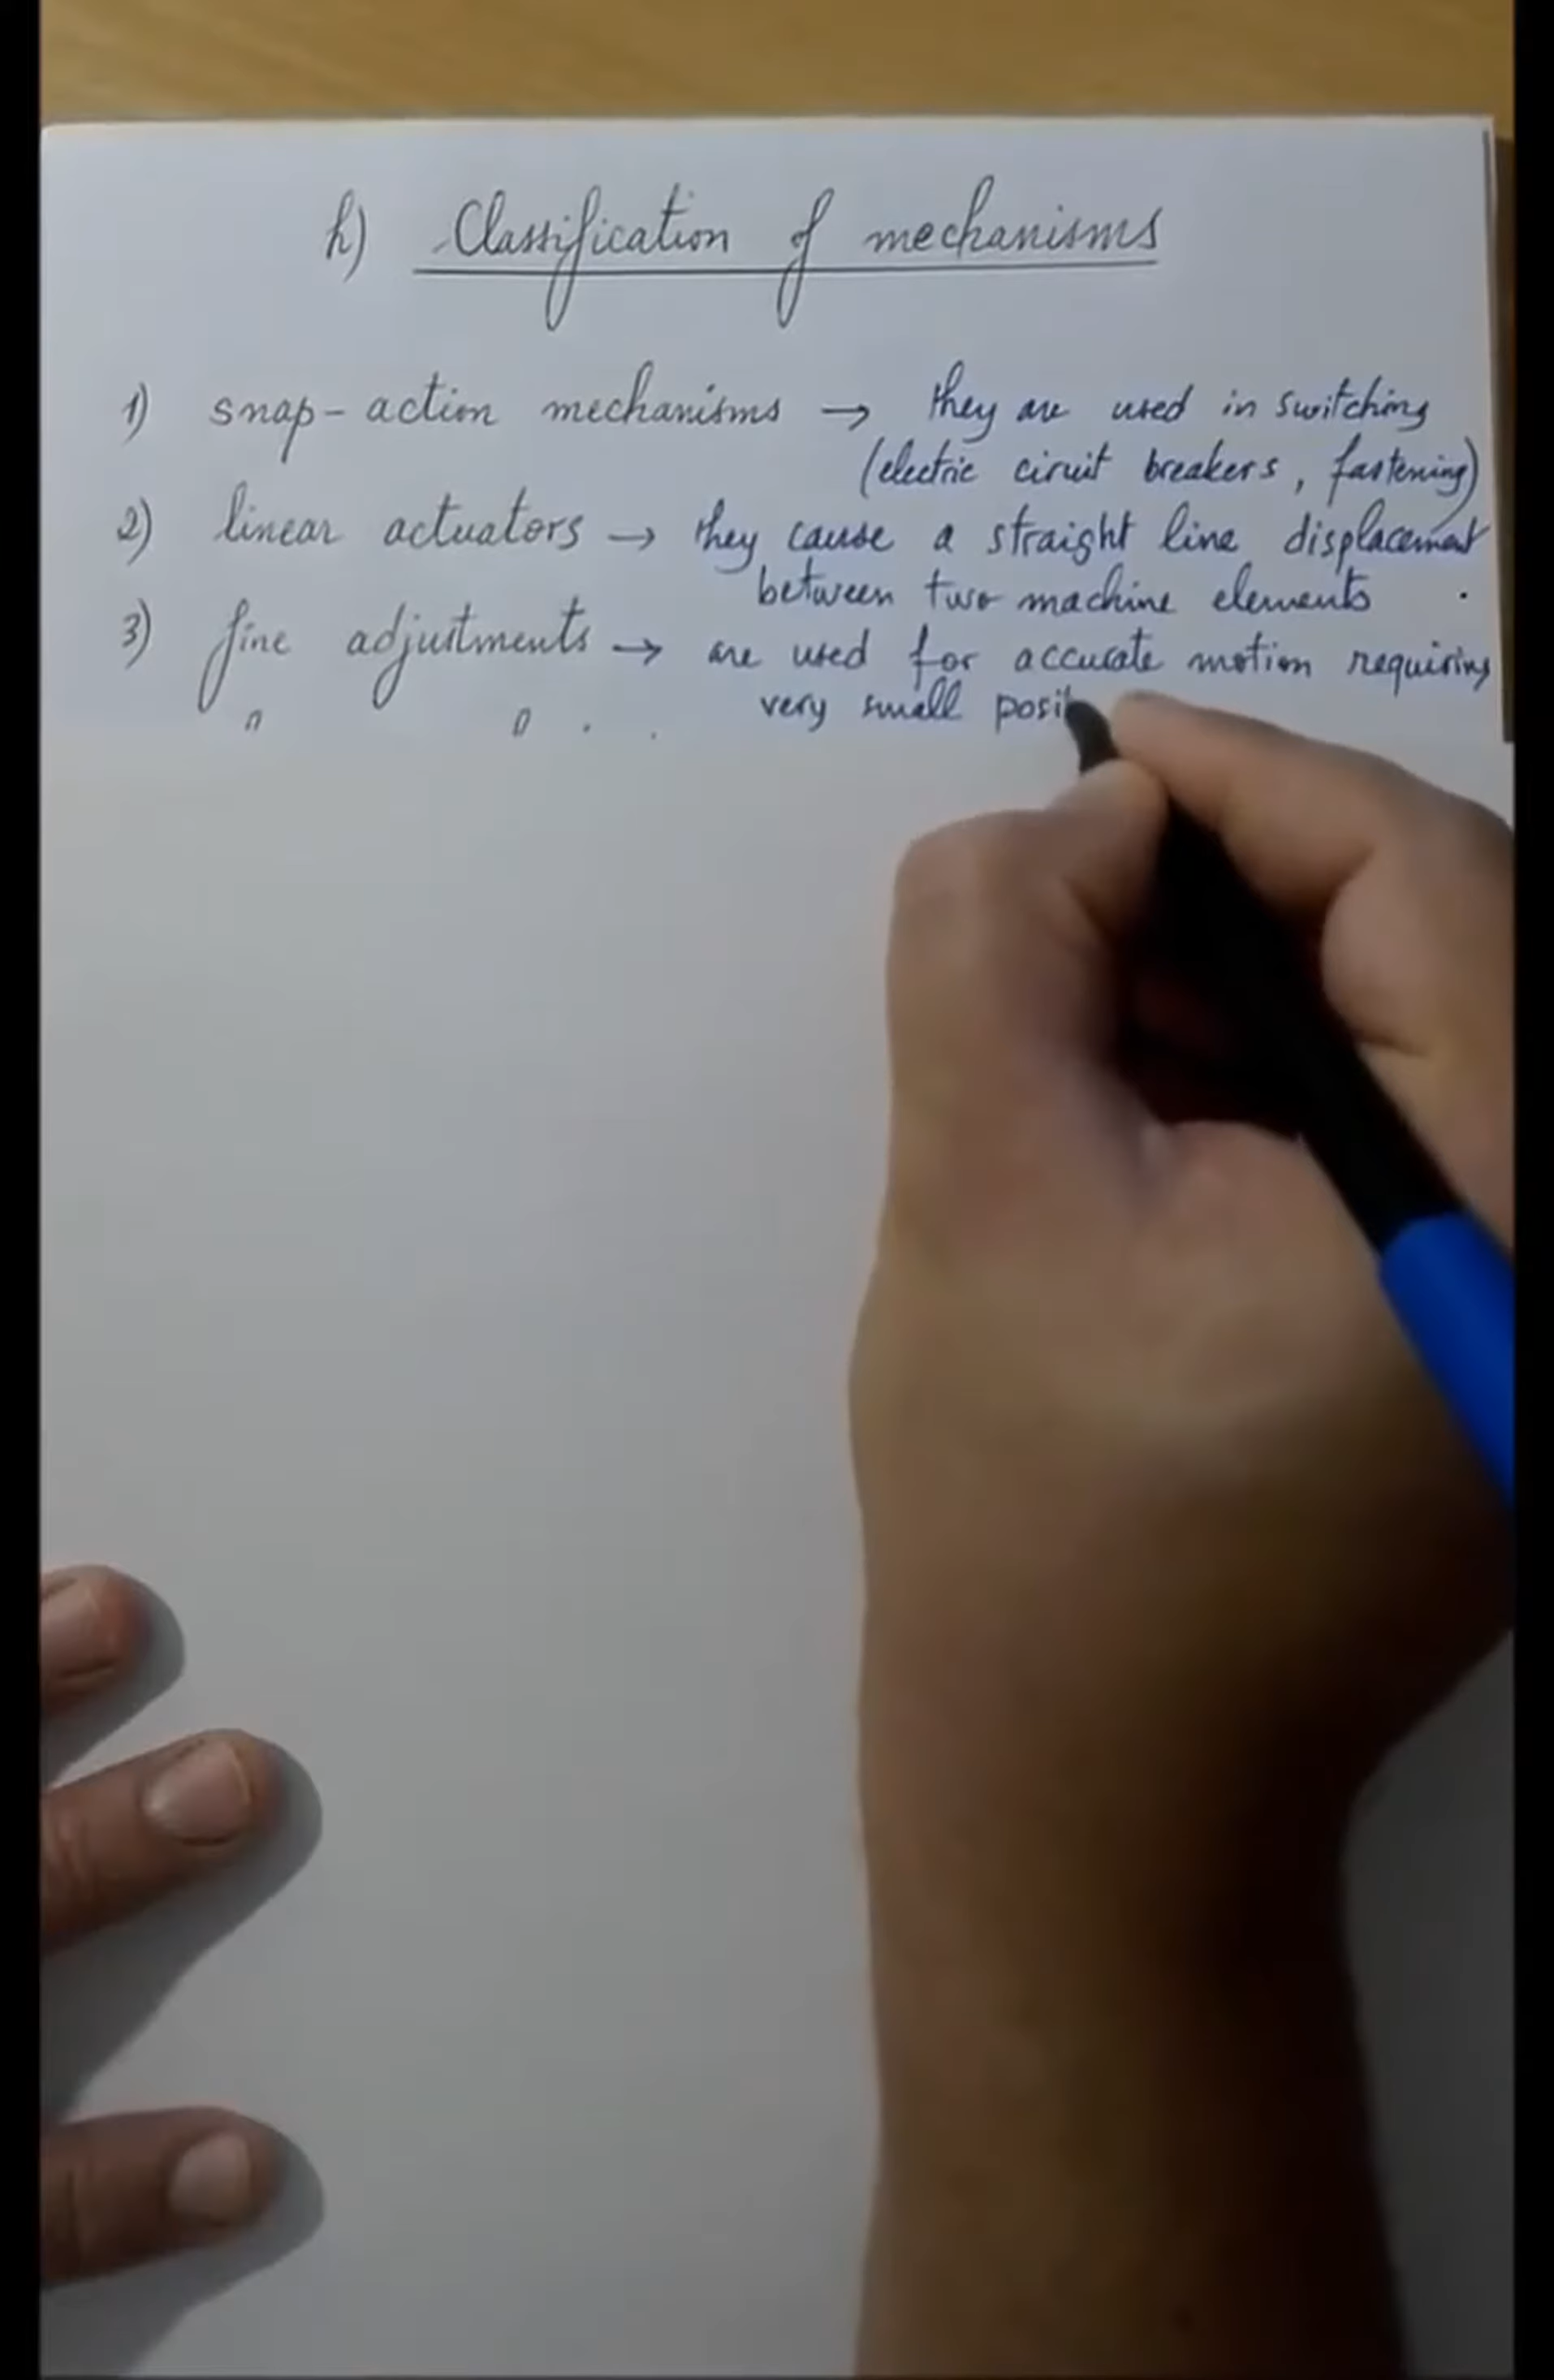 h) Classification of mechanisms
1) snap-action mechanisms → they are used in switching
(electric ciruit breakers, fastening)
2) linear actuators → they cause a straight line displacement
between two machine elements .
3) fine adjustments → are used for accurate motion requiring
very small posit